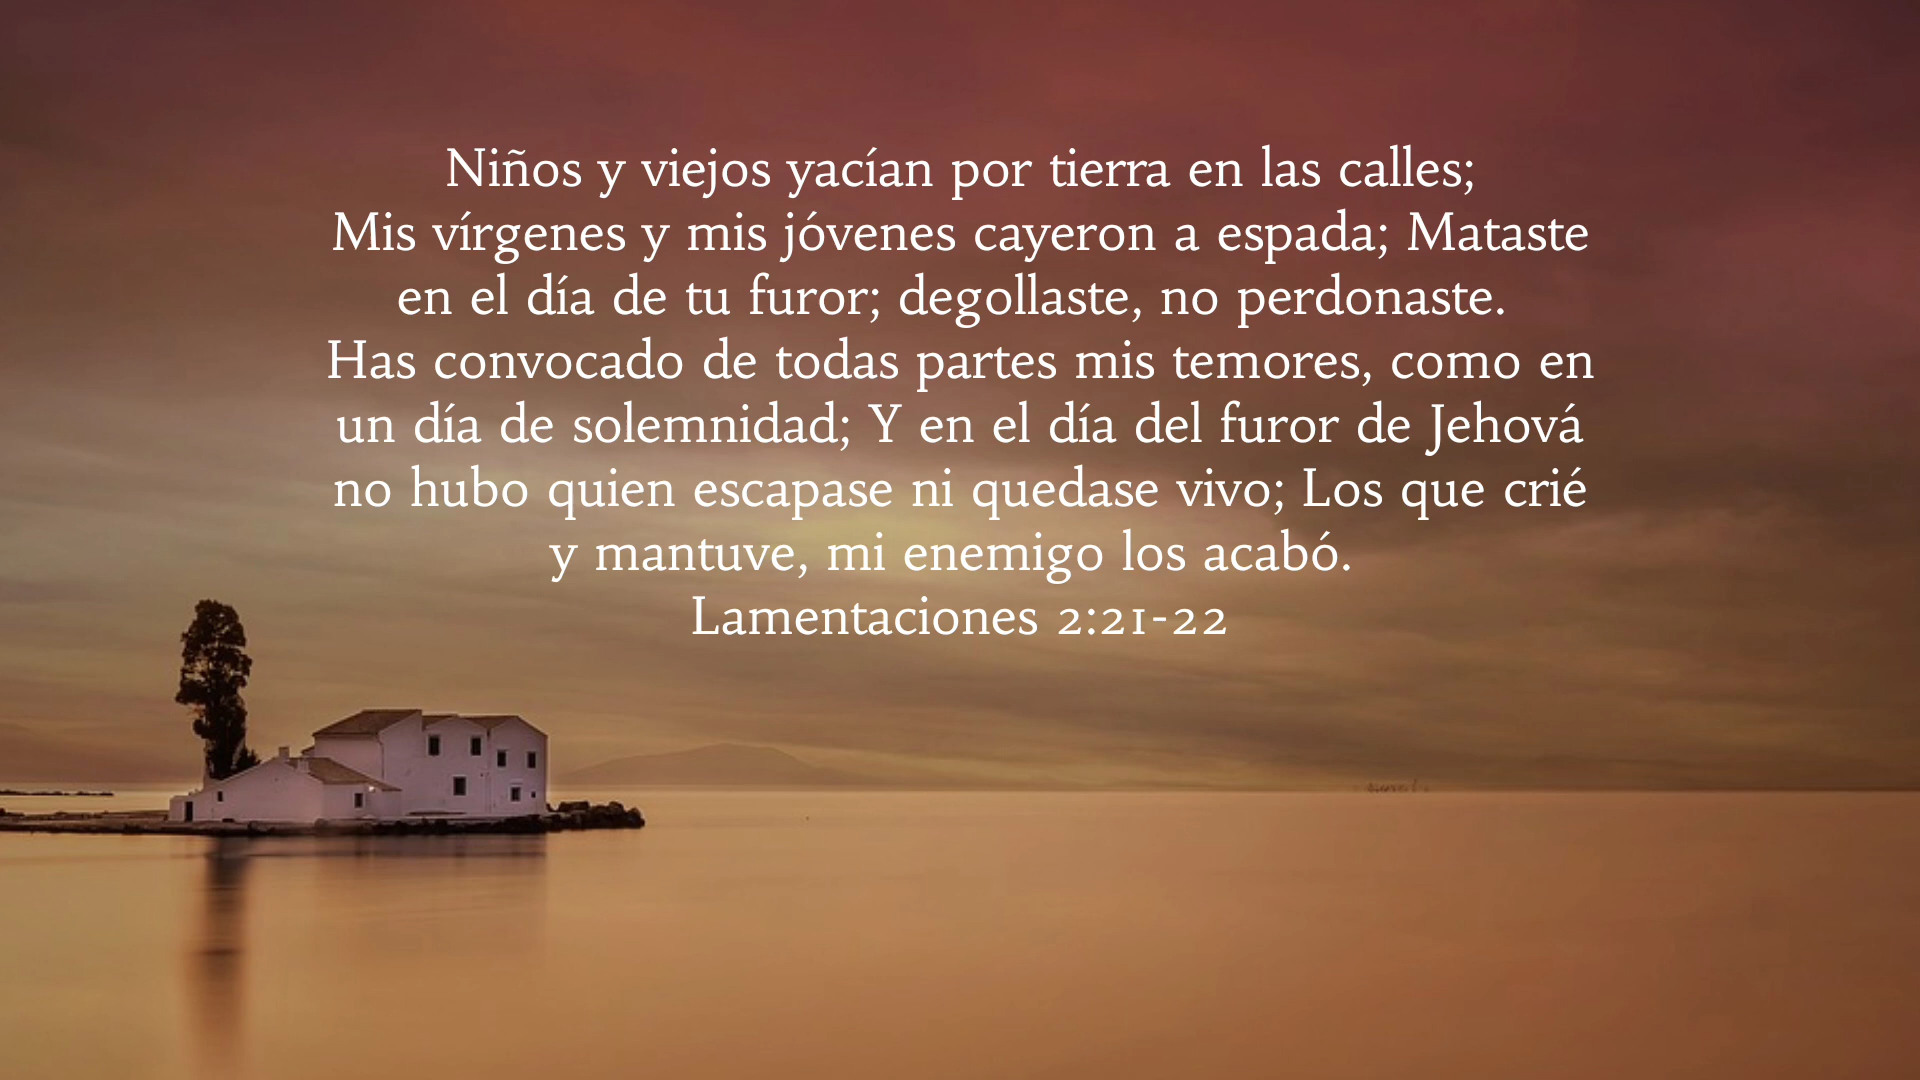 Niños y viejos yacían por tierra en las calles;
Mis vírgenes y mis jóvenes cayeron a espada; Mataste
en el día de tu furor; degollaste, no perdonaste.
Has convocado de todas partes mis temores, como en
un día de solemnidad; Y en el día del furor de Jehová
no hubo quien escapase ni quedase vivo; Los que crié
y mantuve, mi enemigo los acabó.
Lamentaciones 2:21-22